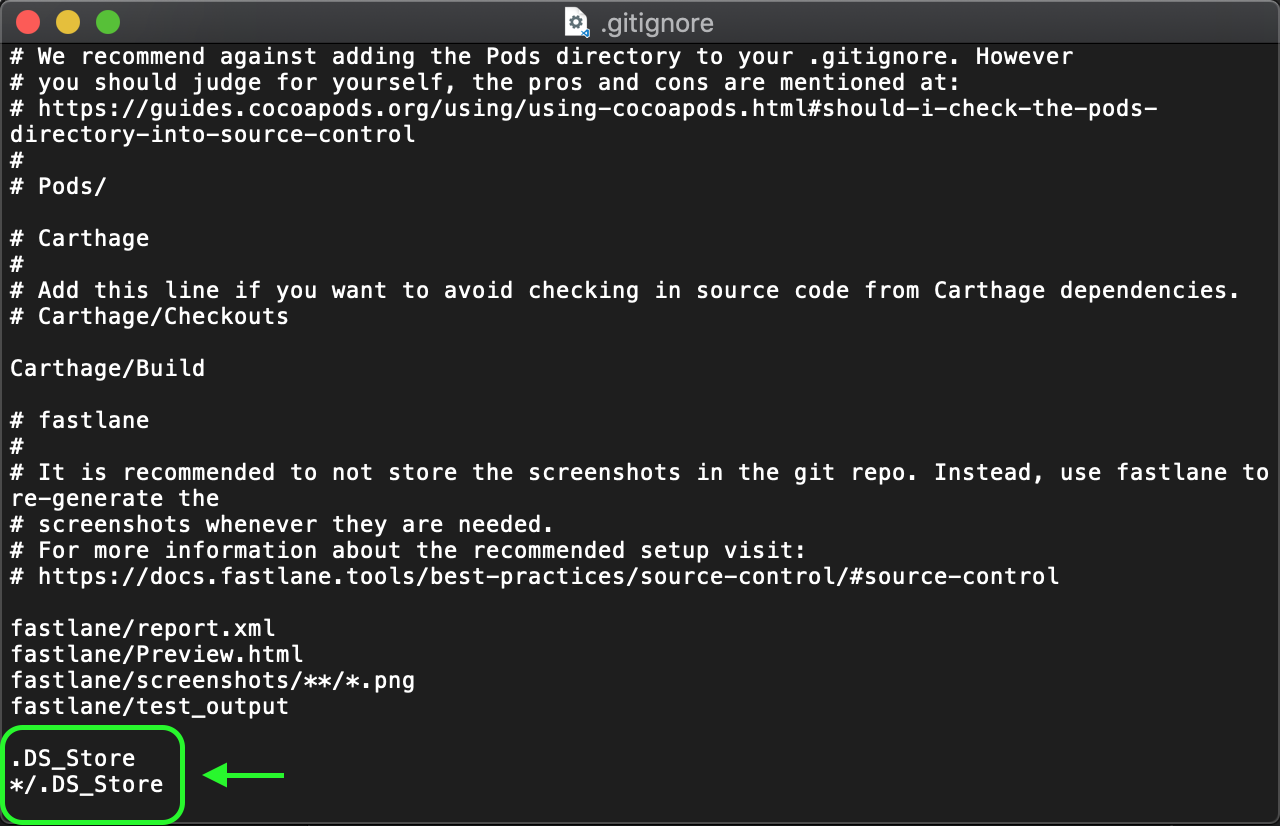 .gitignore
# We recommend against adding the Pods directory to your .gitignore. However
# you should judge for yourself, the pros and cons are mentioned at:
# https://guides.cocoapods.org/using/using-cocoapods.html#should-i-check-the-pods-
directory-into-source-control
#
# Pods/
# Carthage
#
# Add this line if you want to avoid checking in source code from Carthage dependencies.
# Carthage/Checkouts
Carthage/Build
# fastlane
#
# It is recommended to not store the screenshots in the git repo. Instead, use fastlane to
re-generate the
# screenshots whenever they are needed.
# For more information about the recommended setup visit:
# https://docs.fastlane.tools/best-practices/source-control/#source-control
fastlane/report.xml
fastlane/Preview.html
fastlane/screenshots/**/*.png
fastlane/test_output
.DS_Store
*/.DS_Store